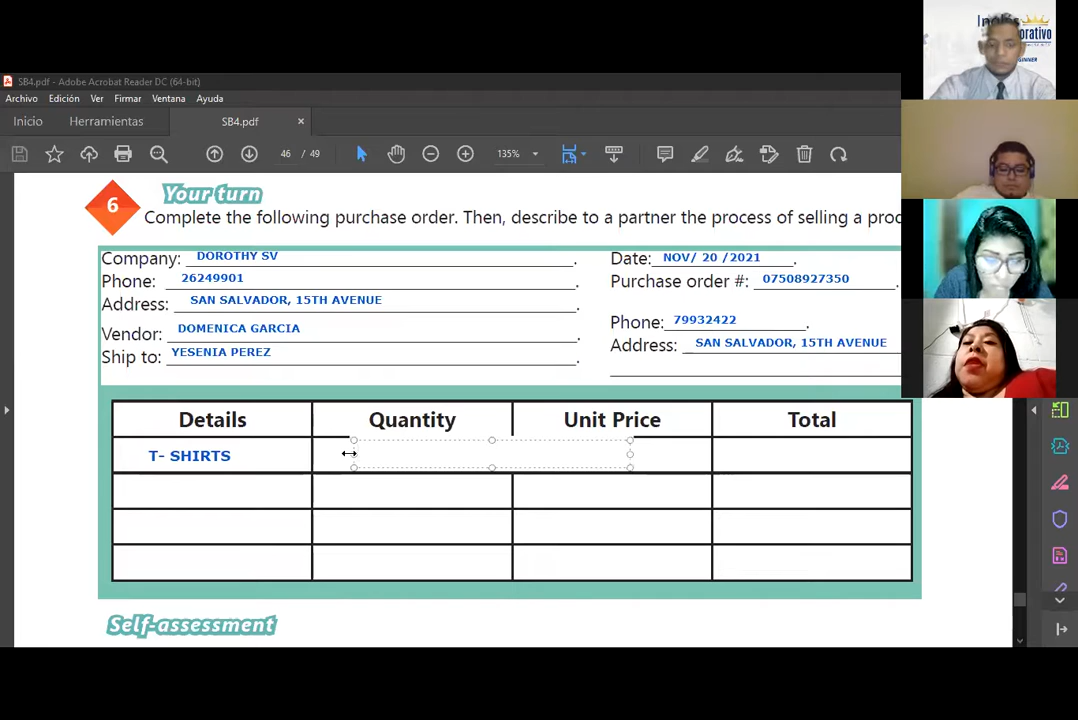 SB4.pdf - Adobe Acrobat Reader DC (64-bit)
Archivo Edición Ver Firmar Ventana Ayuda
Inicio Herramientas SB4.pdf ×
46 / 49 135%
6 Your turn
Complete the following purchase order. Then, describe to a partner the process of selling a
Company: DOROTHY SV .
Date: NOV/ 20 /2021 .
Phone: 26249901 .
Purchase order #: 07508927350 .
Address: SAN SALVADOR, 15TH AVENUE .
Phone: 79932422 .
Vendor: DOMENICA GARCIA .
Address: SAN SALVADOR, 15TH AVENUE
Ship to: YESENIA PEREZ .
Details Quantity Unit Price Total
T- SHIRTS
Self-assessment